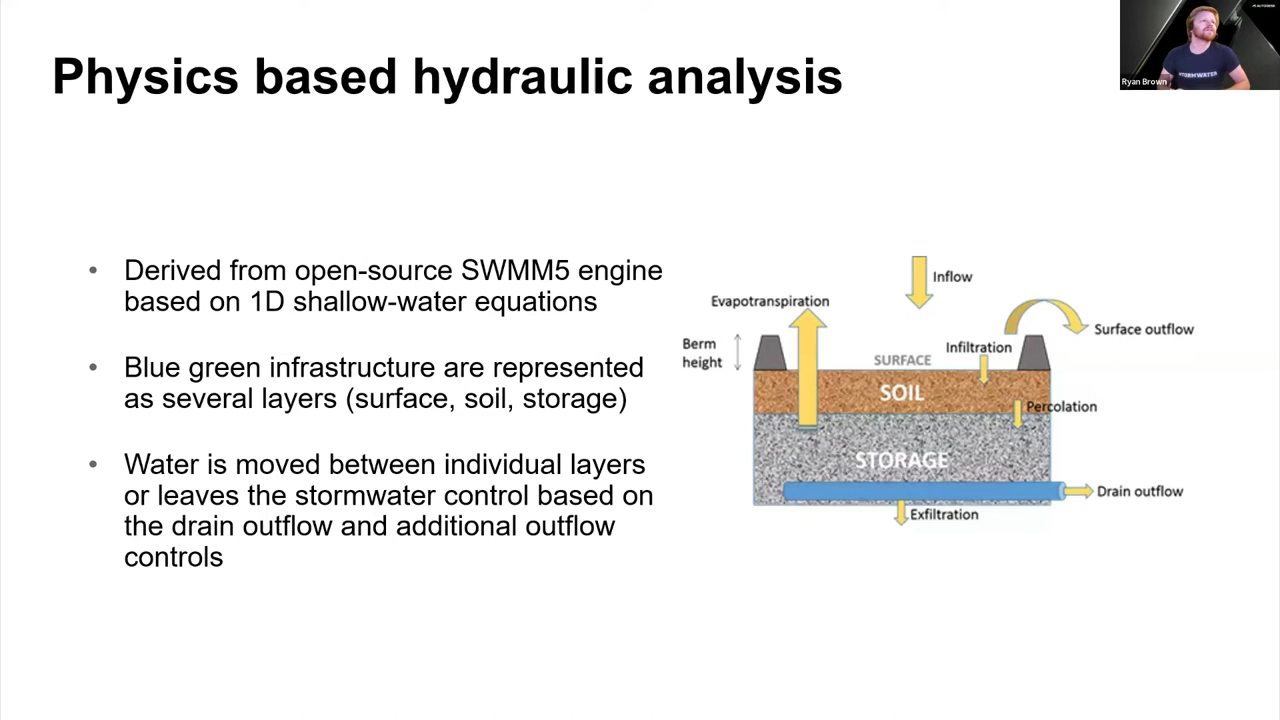 Physics based hydraulic analysis
AUTODESK
STORMWATER
Ryan Brown
• Derived from open-source SWMM5 engine
based on 1D shallow-water equations
• Blue green infrastructure are represented
as several layers (surface, soil, storage)
• Water is moved between individual layers
or leaves the stormwater control based on
the drain outflow and additional outflow
controls
Inflow
Evapotranspiration
Surface outflow
Berm
height
Infiltration
SURFACE
SOIL
Percolation
STORAGE
Drain outflow
Exfiltration